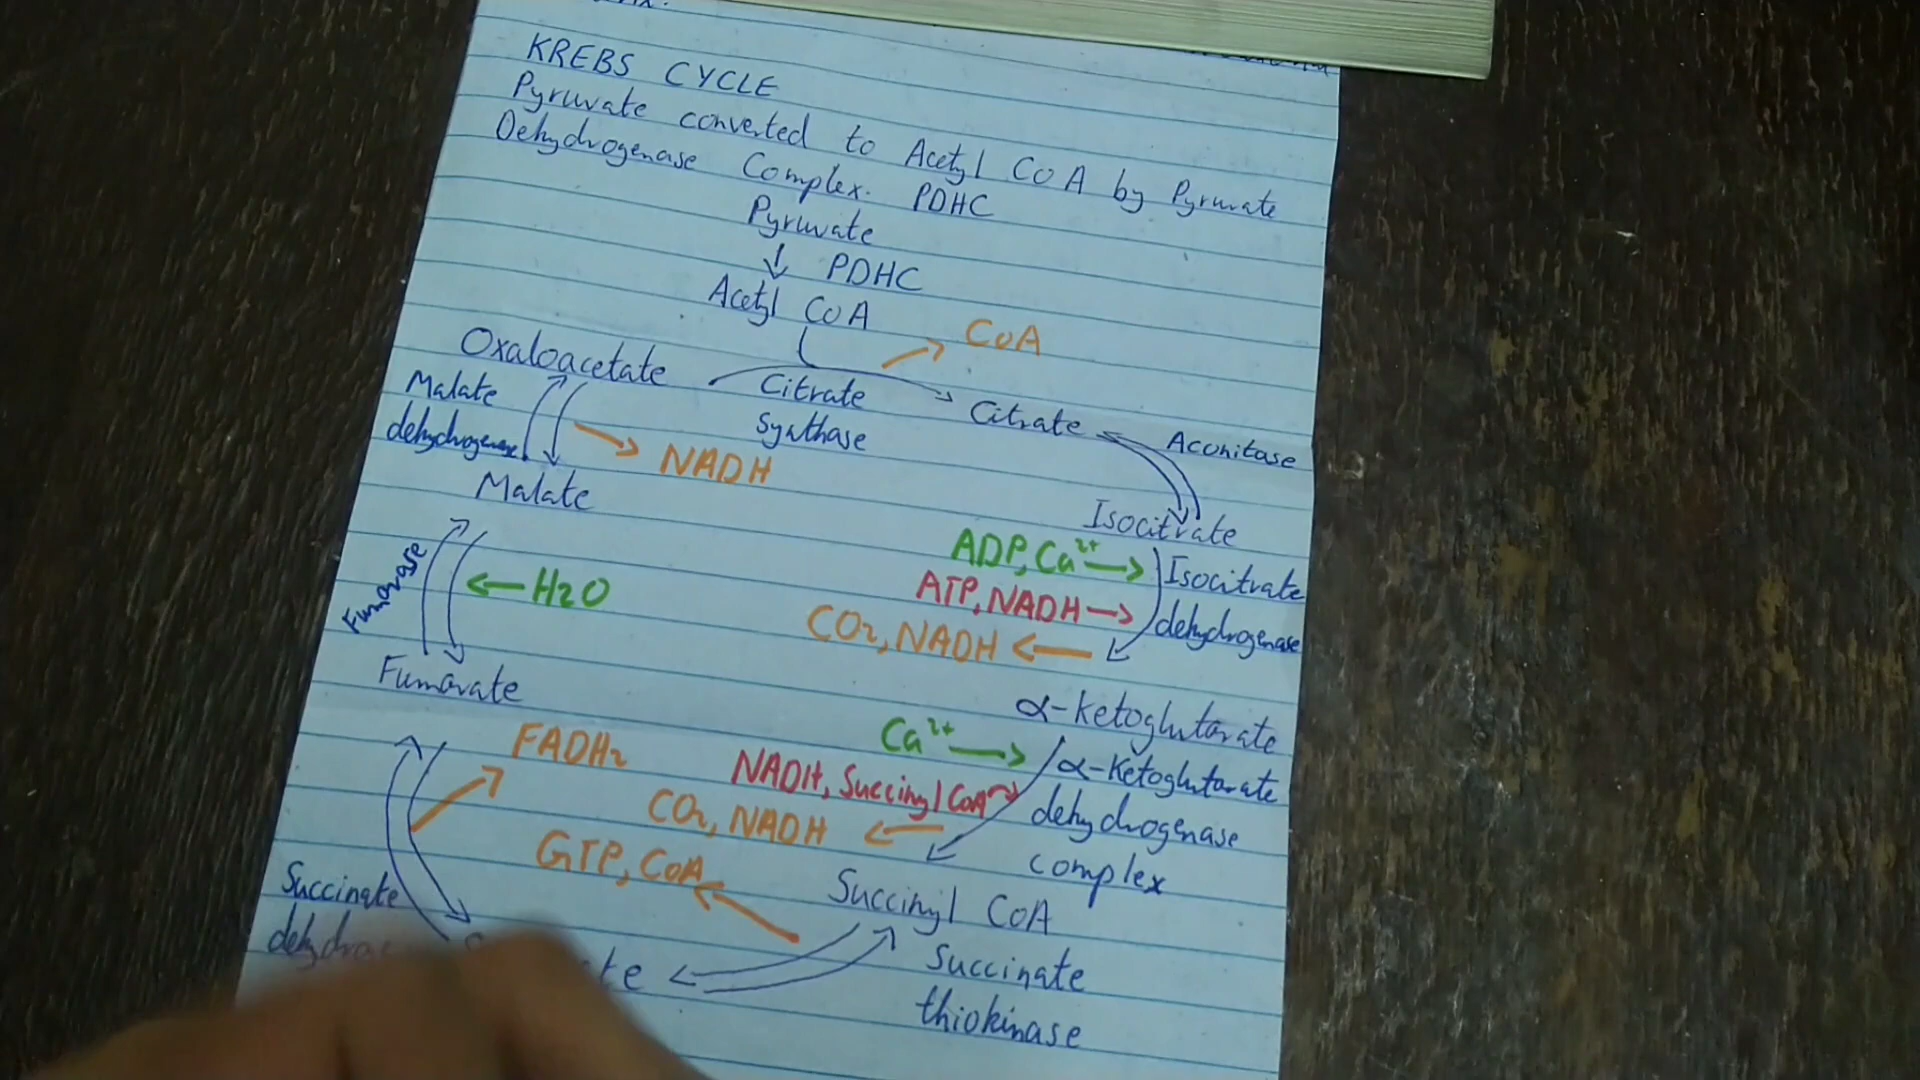 KREBS CYCLE
Pyruvate converted to Acetyl CoA by Pyruvate
Dehydrogenase Complex. PDHC
Pyruvate
PDHC
Acetyl CoA
CoA
Oxaloacetate
Citrate
Synthase
Citrate
Aconitase
Malate
dehydrogenase
NADH
Malate
Isocitrate
ADP, Ca2+
Isocitrate
dehydrogenase
ATP, NADH
CO2, NADH
Fumarase
H2O
Fumarate
α-ketoglutarate
Ca2+
α-Ketoglutarate
dehydrogenase
complex
NADH, Succinyl CoA
CO2, NADH
FADH2
GTP, CoA
Succinyl CoA
Succinate
thiokinase
Succinate